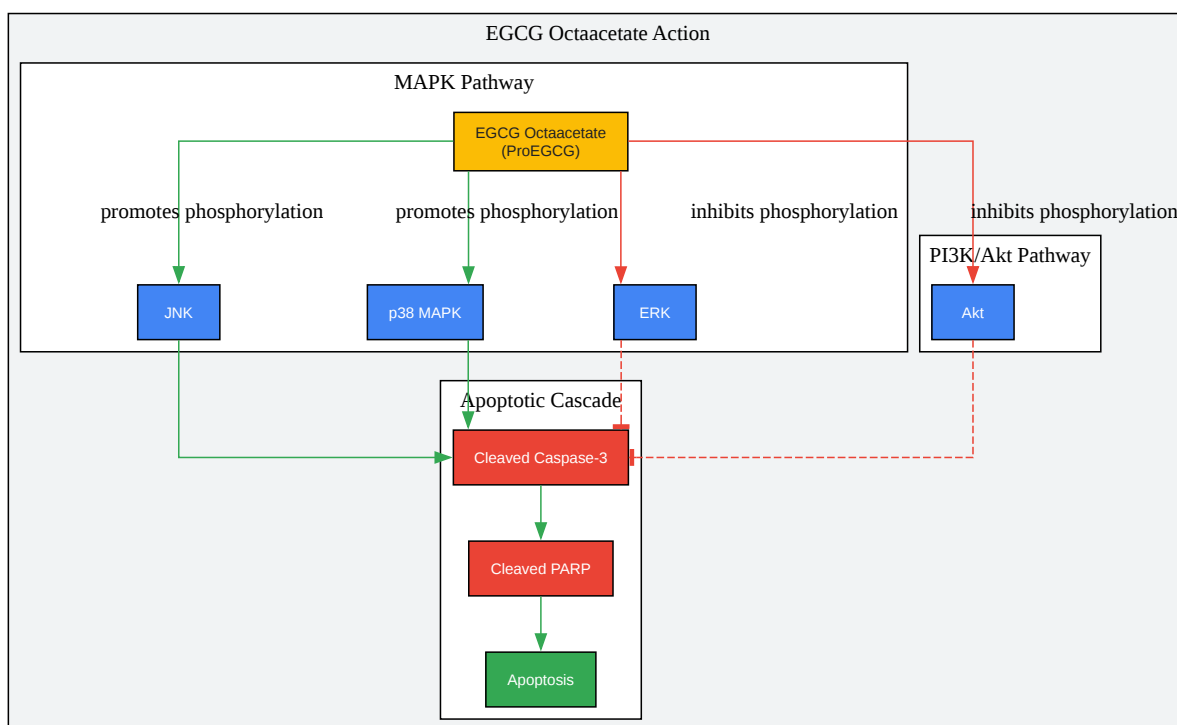 EGCG Octaacetate Action
MAPK Pathway
EGCG Octaacetate
(ProEGCG)
promotes phosphorylation
promotes phosphorylation
inhibits phosphorylation
inhibits phosphorylation
PI3K/Akt Pathway
JNK
p38 MAPK
ERK
Akt
Apoptotic Cascade
Cleaved Caspase-3
Cleaved PARP
Apoptosis